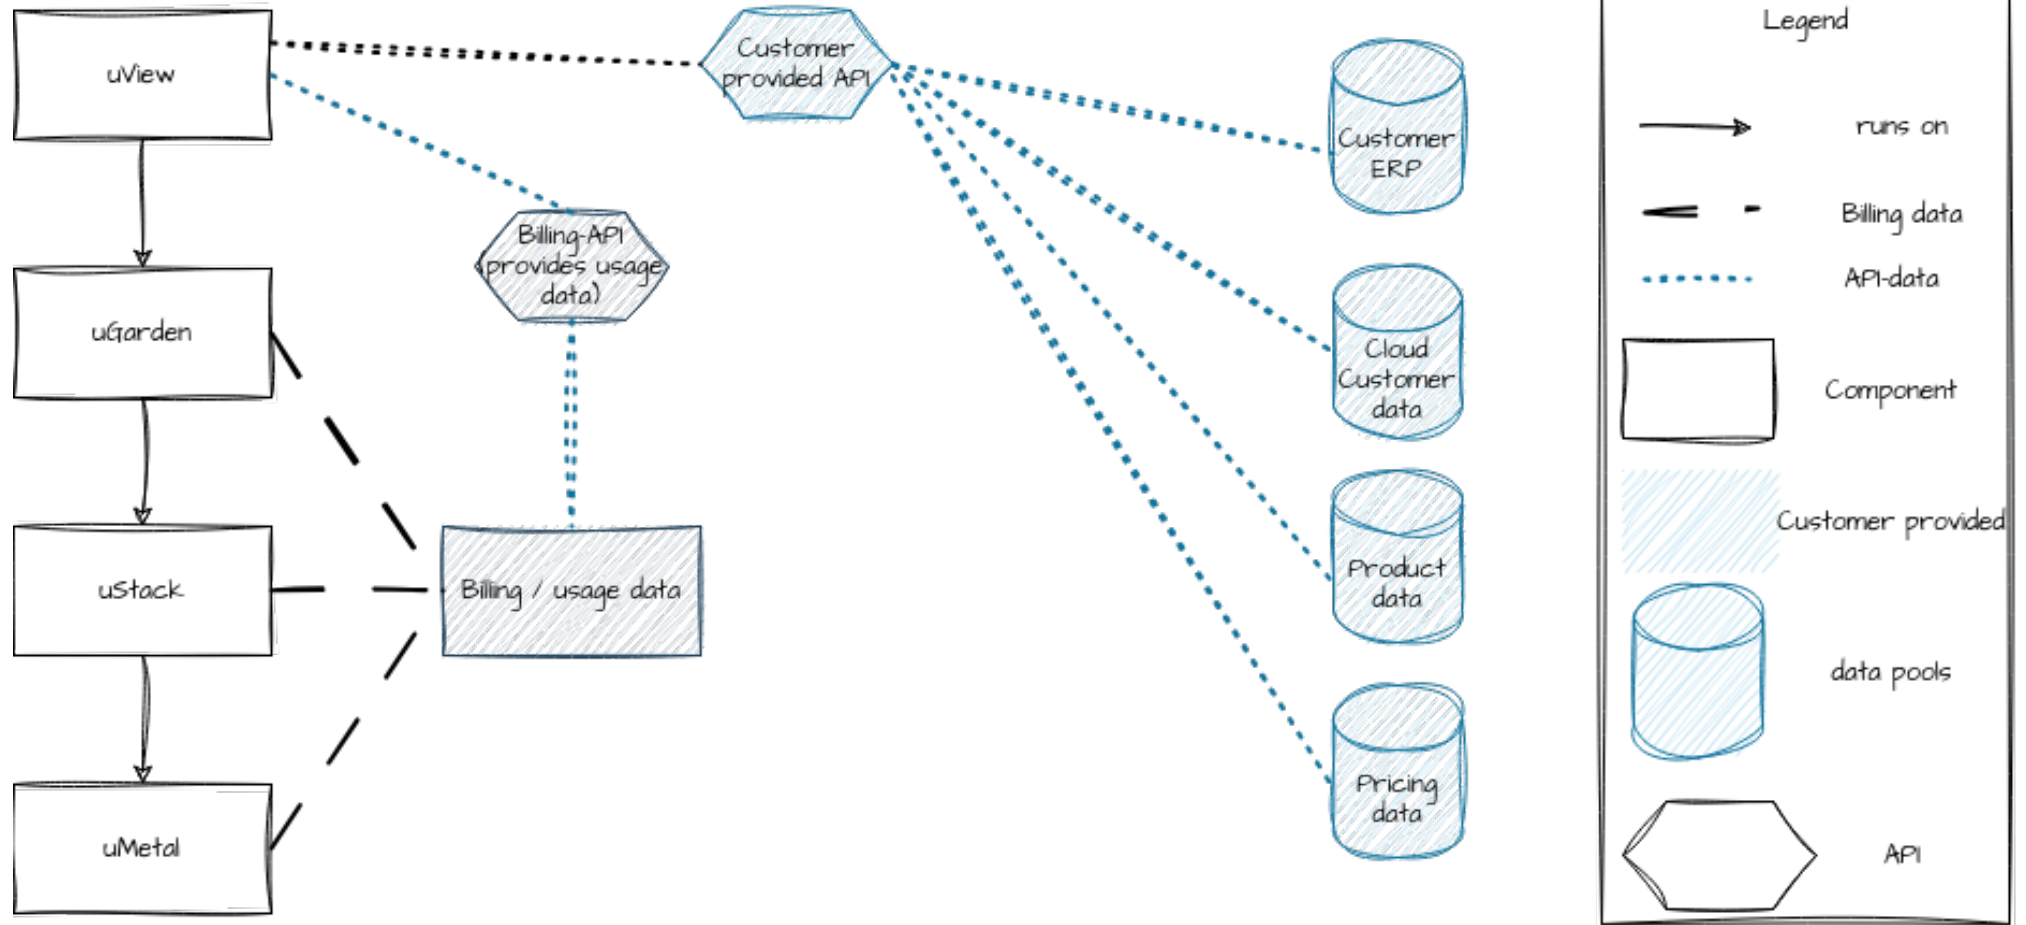 uView
Customer
provided API
Billing-API
(provides usage
data)
uGarden
uStack
Billing / usage data
uMetal
Customer
ERP
Cloud
Customer
data
Product
data
Pricing
data
Legend
runs on
Billing data
API-data
Component
Customer provided
data pools
API